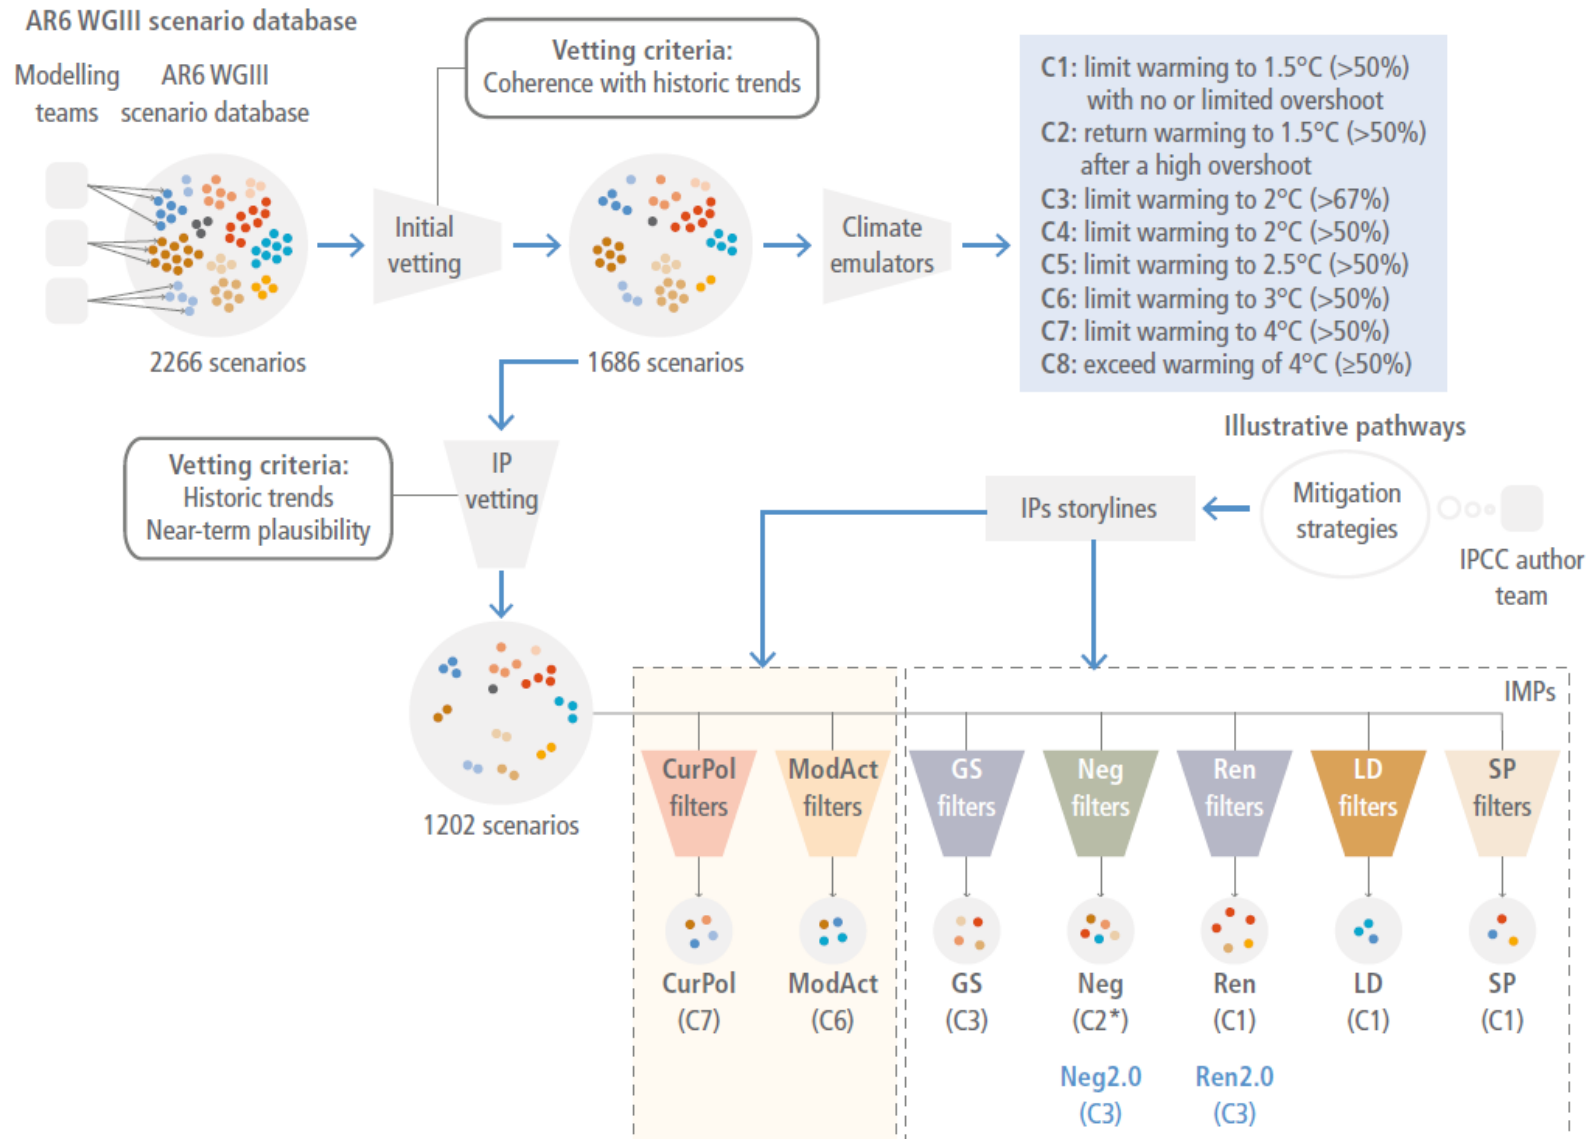 AR6 WGIII scenario database
Modelling
teams
AR6 WGIII
scenario database
Vetting criteria:
Coherence with historic trends
Initial
vetting
Climate
emulators
2266 scenarios
1686 scenarios
C1: limit warming to 1.5°C (>50%)
with no or limited overshoot
C2: return warming to 1.5°C (>50%)
after a high overshoot
C3: limit warming to 2°C (>67%)
C4: limit warming to 2°C (>50%)
C5: limit warming to 2.5°C (>50%)
C6: limit warming to 3°C (>50%)
C7: limit warming to 4°C (>50%)
C8: exceed warming of 4°C (≥50%)
Vetting criteria:
Historic trends
Near-term plausibility
IP
vetting
1202 scenarios
Illustrative pathways
IPs storylines
Mitigation
strategies
IPCC author
team
IMPs
CurPol
filters
ModAct
filters
GS
filters
Neg
filters
Ren
filters
LD
filters
SP
filters
CurPol
(C7)
ModAct
(C6)
GS
(C3)
Neg
(C2*)
Ren
(C1)
LD
(C1)
SP
(C1)
Neg2.0
(C3)
Ren2.0
(C3)